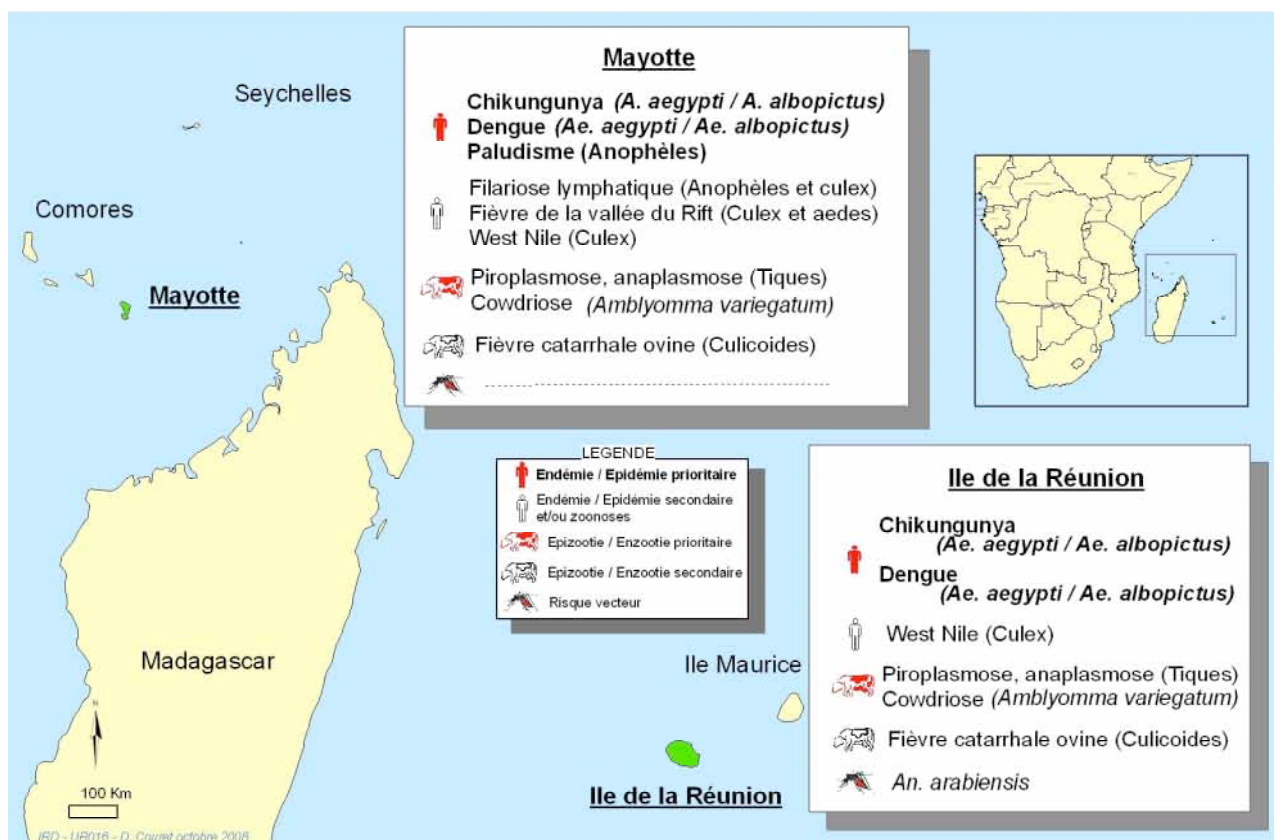 Seychelles
Comores
Mayotte
Madagascar
Ile Maurice
Ile de la Réunion
N
100 Km
IRD - UR016 - D. Couret octobre 2008
Mayotte
Chikungunya (A. aegypti / A. albopictus)
Dengue (Ae. aegypti / Ae. albopictus)
Paludisme (Anophèles)
Filariose lymphatique (Anophèles et culex)
Fièvre de la vallée du Rift (Culex et aedes)
West Nile (Culex)
Piroplasmose, anaplasmose (Tiques)
Cowdriose (Amblyomma variegatum)
Fièvre catarrhale ovine (Culicoides)
LEGENDE
Endémie / Epidémie prioritaire
Endémie / Epidémie secondaire
et/ou zoonoses
Epizootie / Enzootie prioritaire
Epizootie / Enzootie secondaire
Risque vecteur
Ile de la Réunion
Chikungunya
(Ae. aegypti / Ae. albopictus)
Dengue
(Ae. aegypti / Ae. albopictus)
West Nile (Culex)
Piroplasmose, anaplasmose (Tiques)
Cowdriose (Amblyomma variegatum)
Fièvre catarrhale ovine (Culicoides)
An. arabiensis